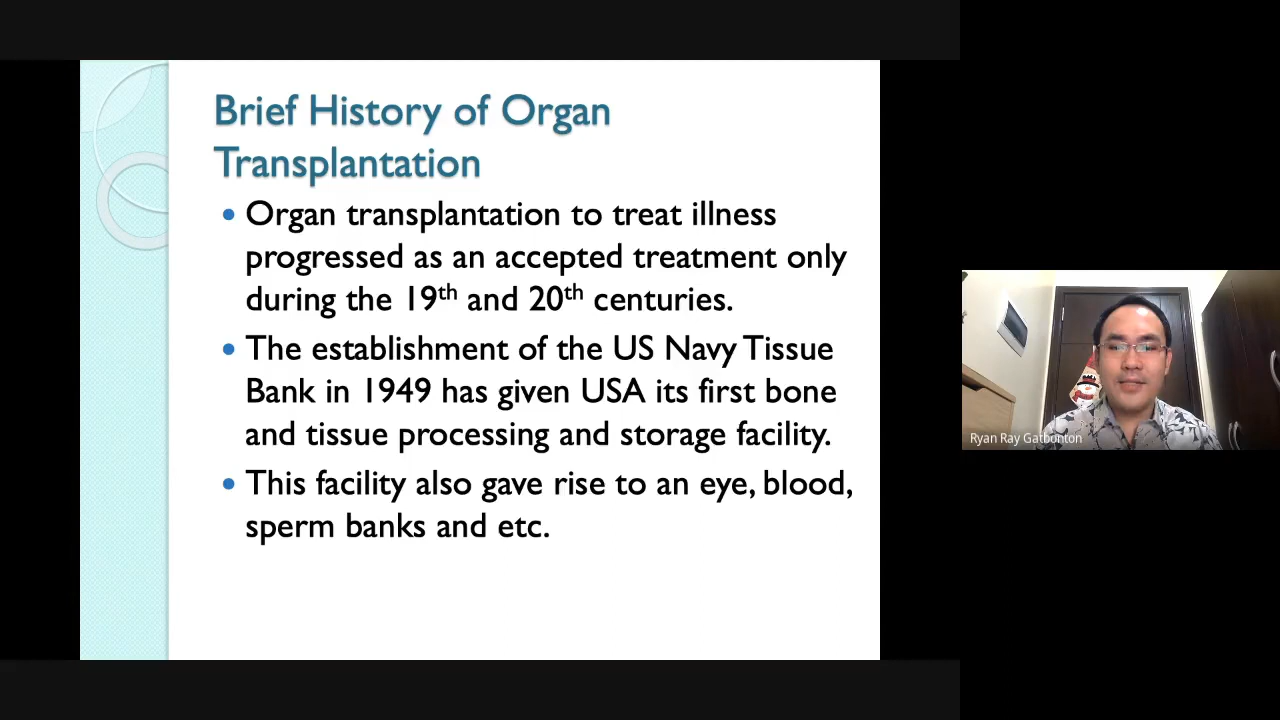 Brief History of Organ
Transplantation
• Organ transplantation to treat illness
progressed as an accepted treatment only
during the 19th and 20th centuries.
• The establishment of the US Navy Tissue
Bank in 1949 has given USA its first bone
and tissue processing and storage facility.
• This facility also gave rise to an eye, blood,
sperm banks and etc.
Ryan Ray Gatbonton